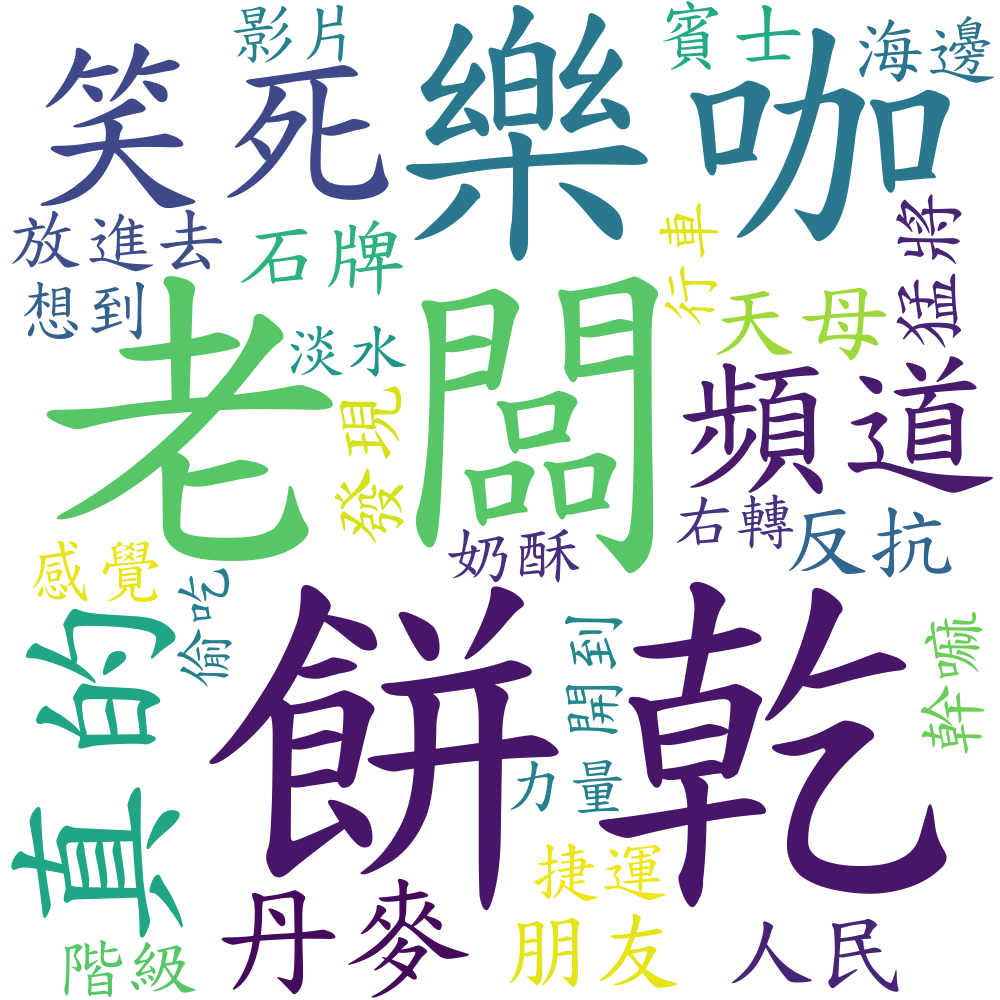 影片
賓士
海邊
笑死
樂咖
放進去
石牌
行車
猛將
想到
淡水
天母
老闆
頻道
發現
右轉
反抗
奶酥
感覺
偷吃
真的
餅乾
開到
幹嘛
力量
捷運
丹麥
朋友
人民
階級